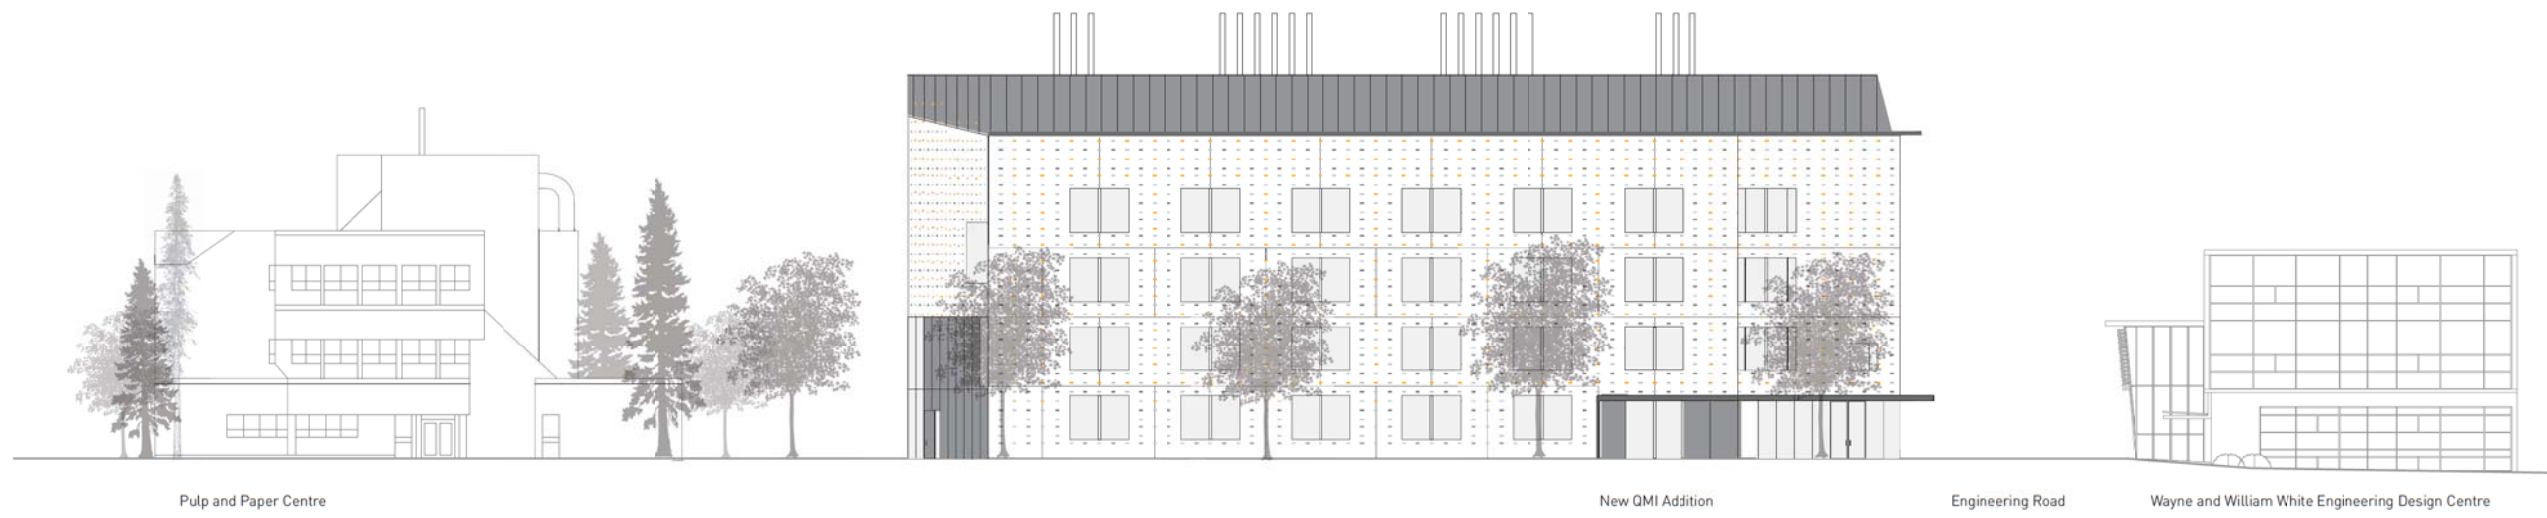 Pulp and Paper Centre
New QMI Addition
Engineering Road
Wayne and William White Engineering Design Centre